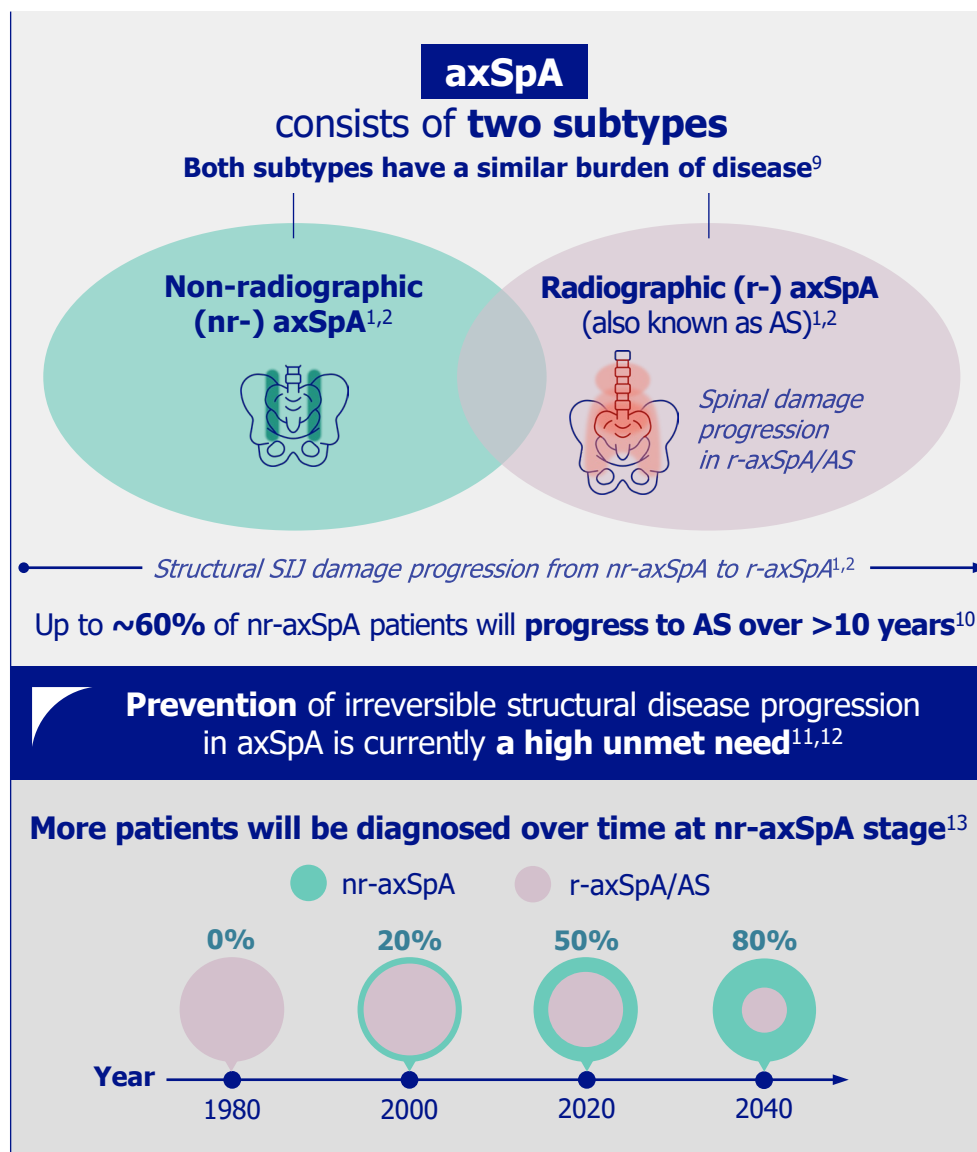 axSpA
consists of two subtypes
Both subtypes have a similar burden of disease⁹
Non-radiographic
(nr-) axSpA¹,²
Radiographic (r-) axSpA
(also known as AS)¹,²
Spinal damage
progression
in r-axSpA/AS
Structural SIJ damage progression from nr-axSpA to r-axSpA¹,²
Up to ~60% of nr-axSpA patients will progress to AS over >10 years¹⁰
Prevention of irreversible structural disease progression
in axSpA is currently a high unmet need¹¹,¹²
More patients will be diagnosed over time at nr-axSpA stage¹³
nr-axSpA r-axSpA/AS
0% 20% 50% 80%
Year
1980 2000 2020 2040